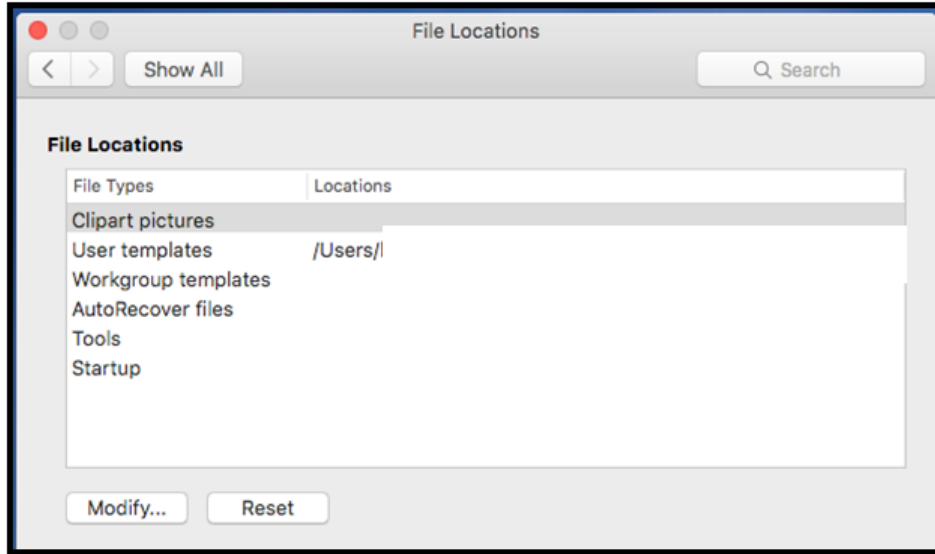 File Locations
Show All
Search
File Locations
File Types Locations
Clipart pictures
User templates /Users/
Workgroup templates
AutoRecover files
Tools
Startup
Modify... Reset